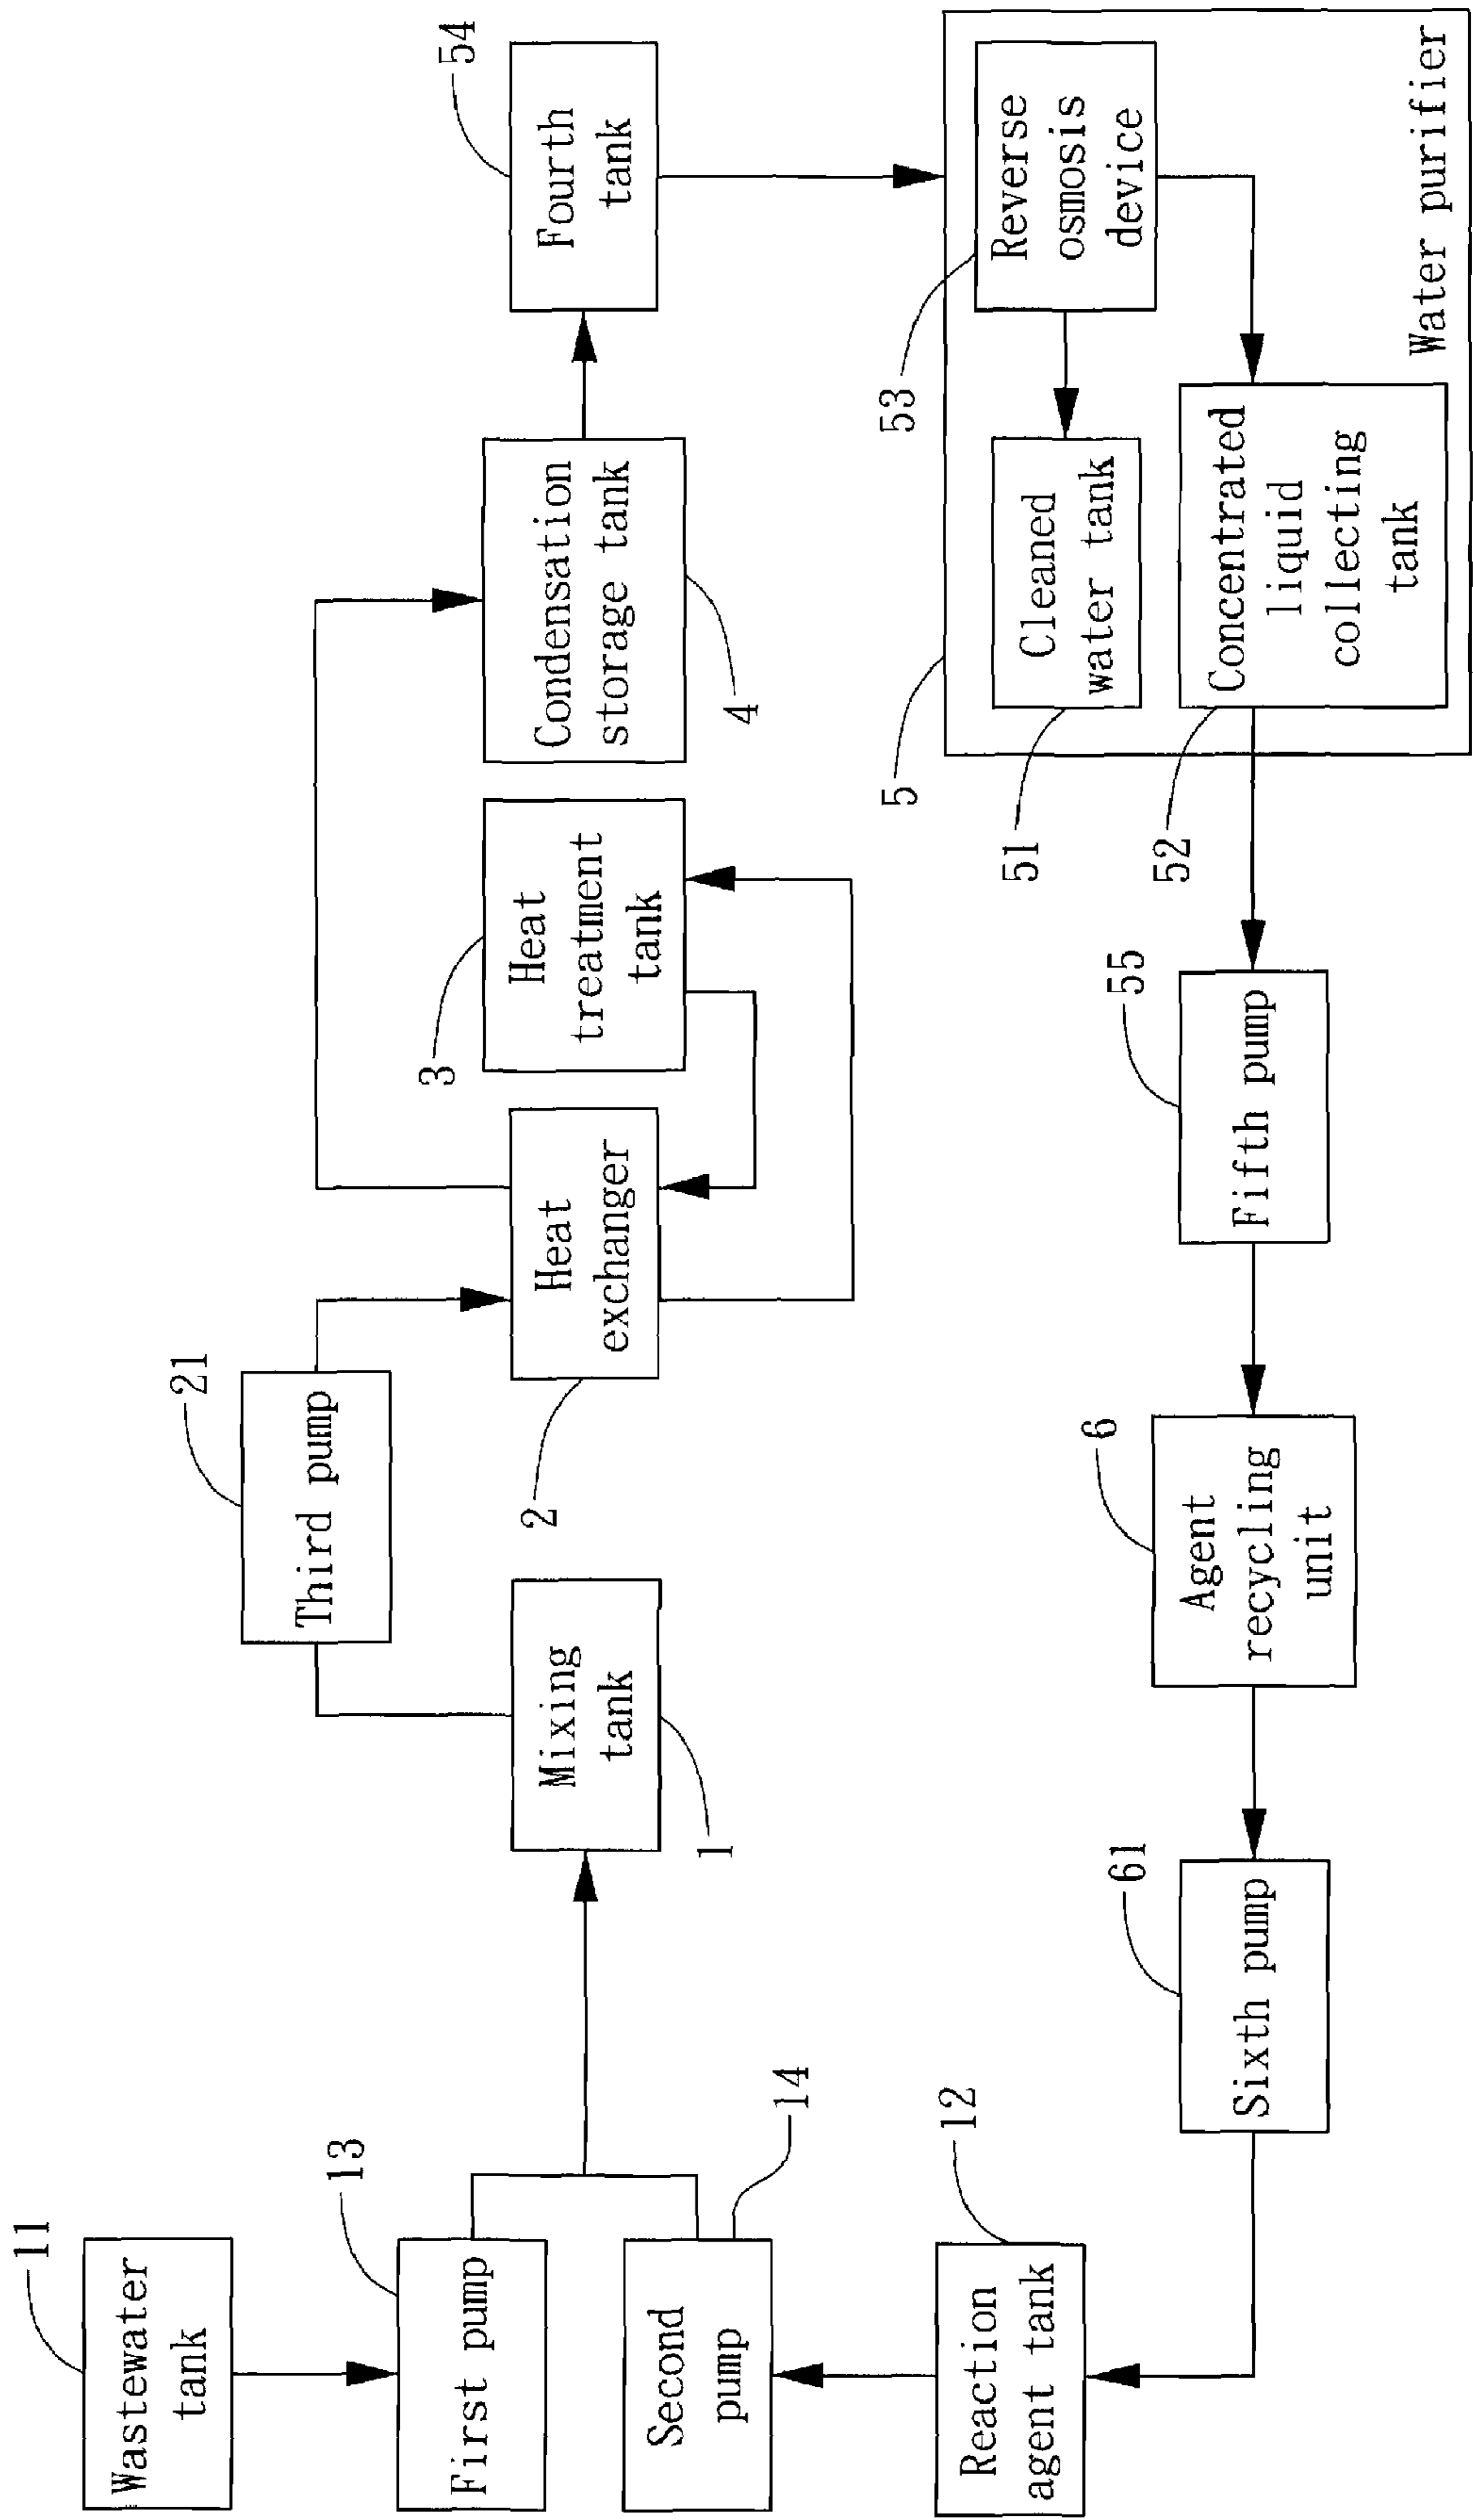 11
Wastewater
tank
13
First pump
Second
pump
14
12
Reaction
agent tank
Mixing
tank
1
21
Third pump
Heat
exchanger
2
3
Heat
treatment
tank
Condensation
storage tank
4
54
Fourth
tank
5
53
Reverse
osmosis
device
51
Cleaned
water tank
52
Concentrated
liquid
collecting
tank
Water purifier
55
Fifth pump
6
Agent
recycling
unit
61
Sixth pump